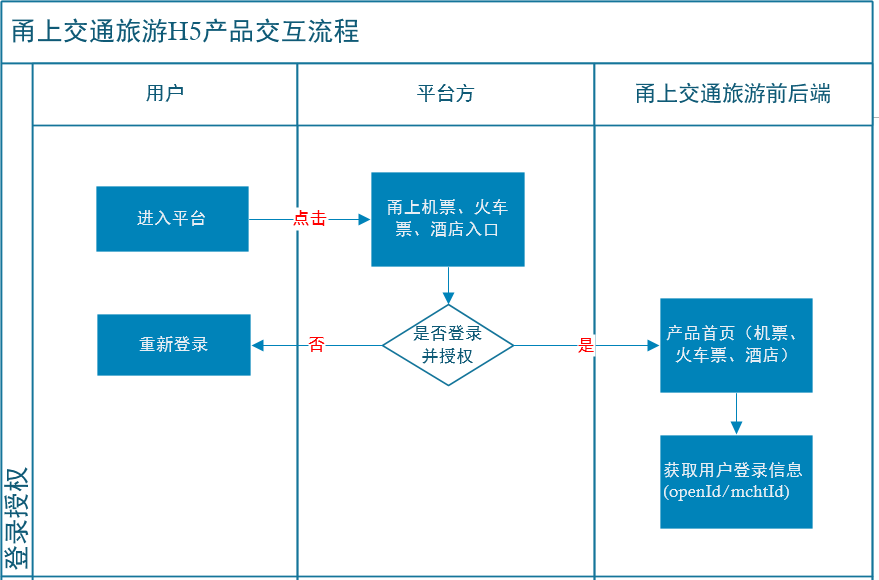 甬上交通旅游H5产品交互流程
用户
平台方
甬上交通旅游前后端
进入平台
点击
甬上机票、火车
票、酒店入口
重新登录
否
是否登录
并授权
是
产品首页（机票、
火车票、酒店）
获取用户登录信息
(openId/mchtId)
登录授权